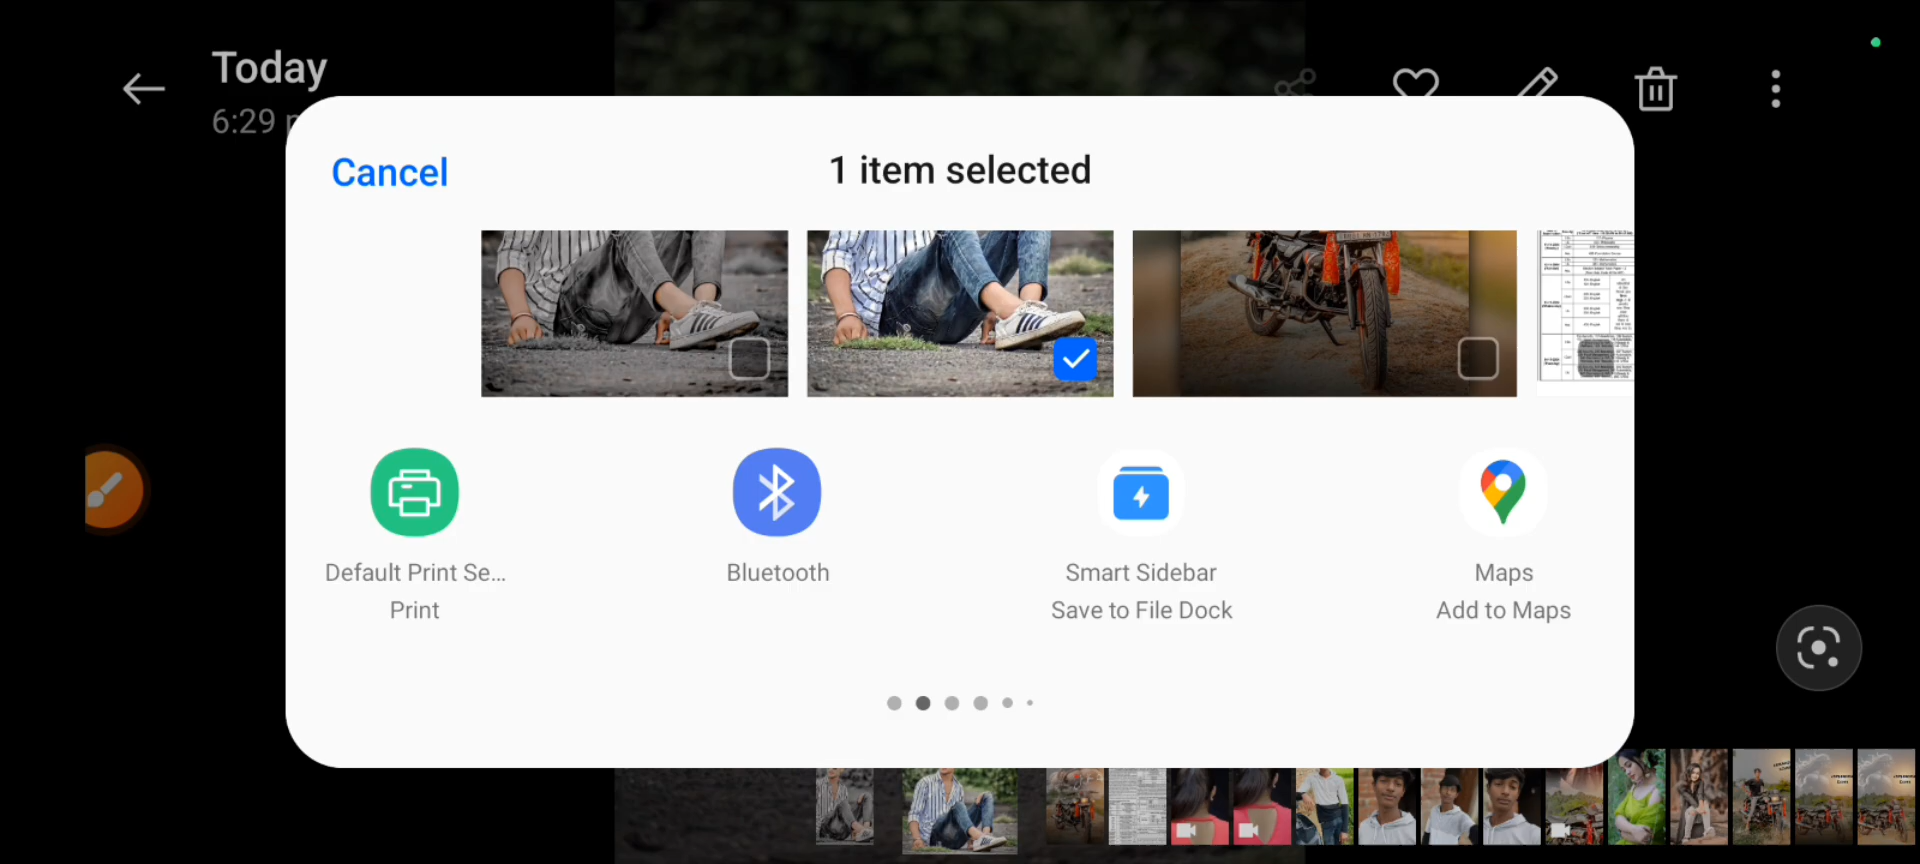 Today
6:29
Cancel
1 item selected
Default Print Se...
Print
Bluetooth
Smart Sidebar
Save to File Dock
Maps
Add to Maps